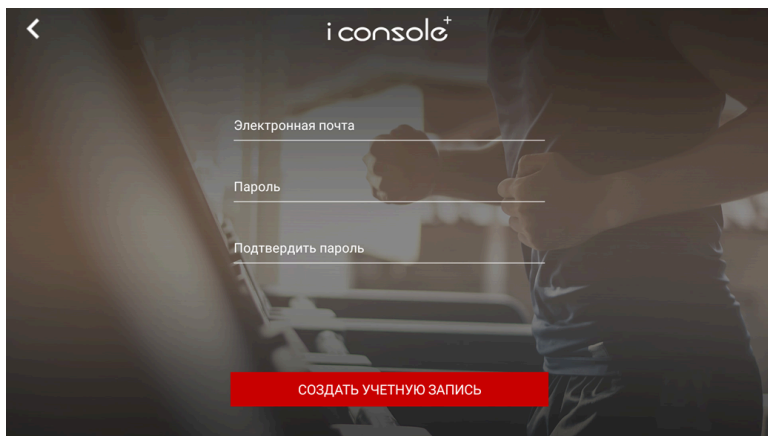 i console+
Электронная почта
Пароль
Подтвердить пароль
СОЗДАТЬ УЧЕТНУЮ ЗАПИСЬ